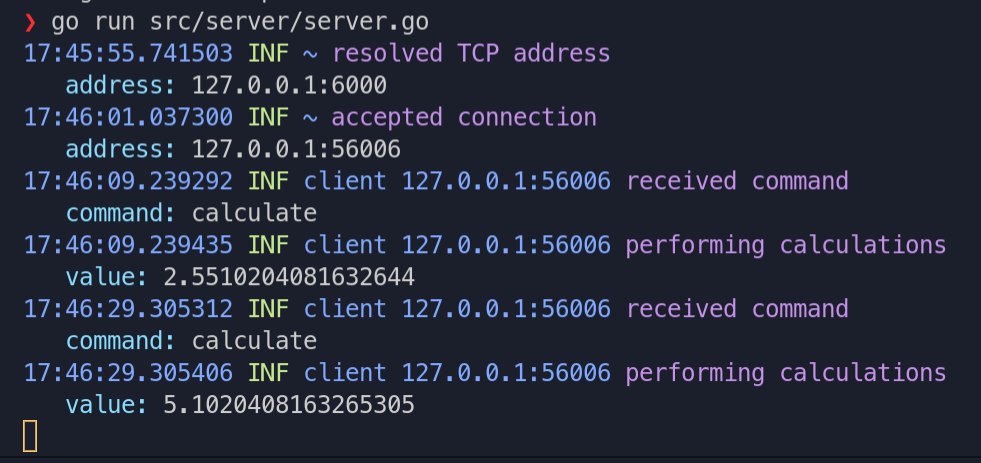 ❯ go run src/server/server.go
17:45:55.741503 INF ~ resolved TCP address
address: 127.0.0.1:6000
17:46:01.037300 INF ~ accepted connection
address: 127.0.0.1:56006
17:46:09.239292 INF client 127.0.0.1:56006 received command
command: calculate
17:46:09.239435 INF client 127.0.0.1:56006 performing calculations
value: 2.5510204081632644
17:46:29.305312 INF client 127.0.0.1:56006 received command
command: calculate
17:46:29.305406 INF client 127.0.0.1:56006 performing calculations
value: 5.1020408163265305